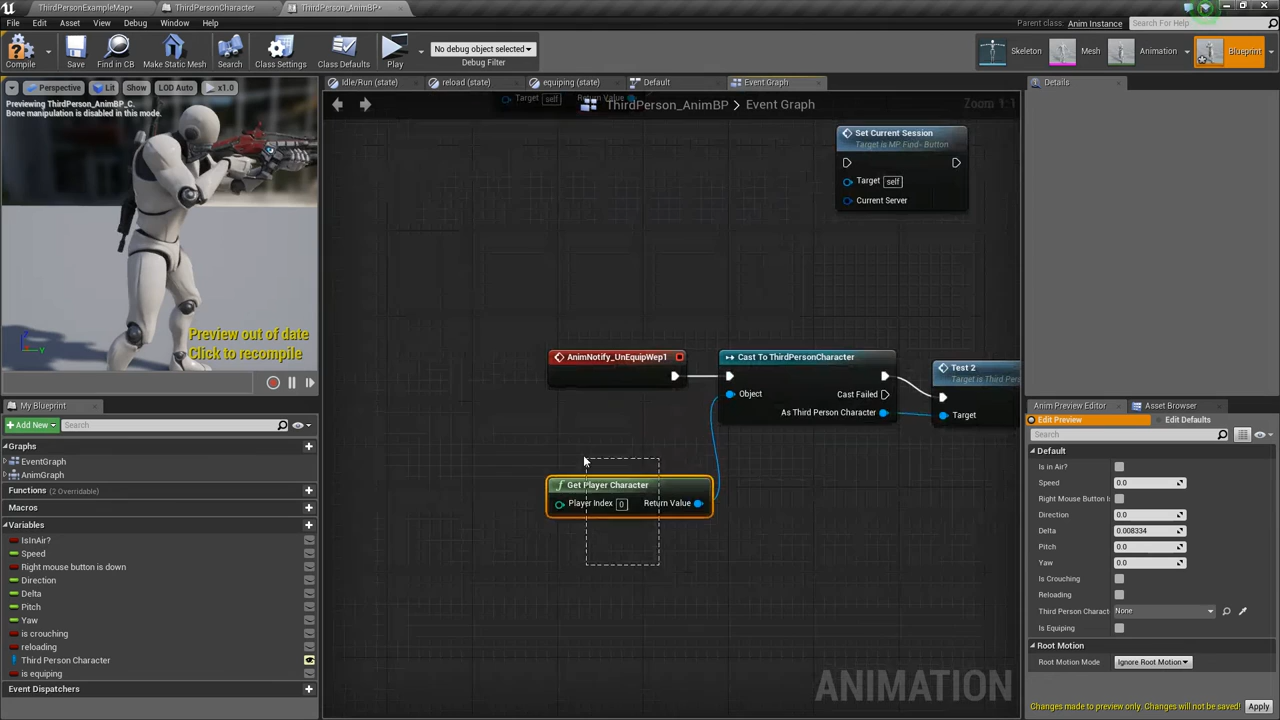 ThirdPersonExampleMap*
ThirdPersonCharacter
ThirdPerson_AnimBP*
File Edit Asset View Debug Window Help
Parent class: Anim Instance
Search For Help
Compile
Save
Find in CB
Make Static Mesh
Search
Class Settings
Class Defaults
Play
No debug object selected
Debug Filter
Skeleton
Mesh
Animation
Blueprint
Perspective
Lit
Show
LOD Auto
x1.0
Previewing ThirdPerson_AnimBP_C.
Bone manipulation is disabled in this mode.
Preview out of date
Click to recompile
Idle/Run (state)
reload (state)
equiping (state)
Default
Event Graph
Target self
Return Value
ThirdPerson_AnimBP > Event Graph
Zoom 1:1
Set Current Session
Target is MP Find- Button
Target self
Current Server
AnimNotify_UnEquipWep1
Cast To ThirdPersonCharacter
Object
Cast Failed
As Third Person Character
Test 2
Target is Third Pers
Target
Get Player Character
Player Index 0
Return Value
ANIMATION
My Blueprint
Add New
Search
Graphs
EventGraph
AnimGraph
Functions (2 Overridable)
Macros
Variables
IsInAir?
Speed
Right mouse button is down
Direction
Delta
Pitch
Yaw
is crouching
reloading
Third Person Character
is equiping
Event Dispatchers
Details
Anim Preview Editor
Asset Browser
Edit Preview
Edit Defaults
Search
Default
Is in Air?
Speed 0.0
Right Mouse Button Is
Direction 0.0
Delta 0.008334
Pitch 0.0
Yaw 0.0
Is Crouching
Reloading
Third Person Charact None
Is Equiping
Root Motion
Root Motion Mode Ignore Root Motion
Changes made to preview only. Changes will not be saved!
Apply